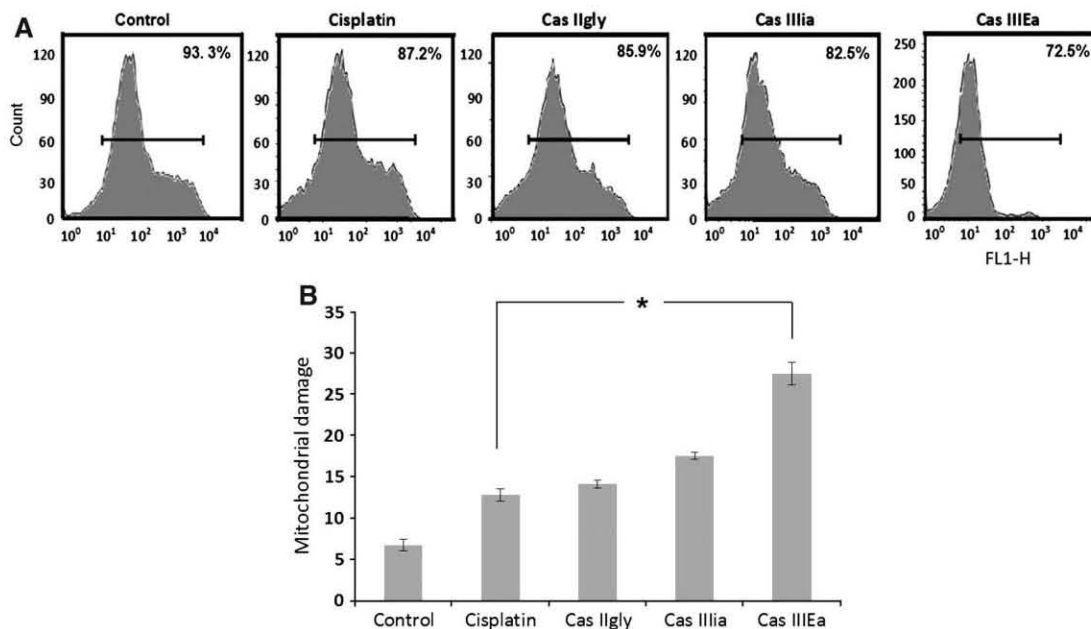 A
Control
Cisplatin
Cas IIgly
Cas IIIia
Cas IIIEa
93.3%
87.2%
85.9%
82.5%
72.5%
Count
120
90
60
30
0
120
90
60
30
0
120
90
60
30
0
120
90
60
30
0
250
200
150
100
50
0
10⁰ 10¹ 10² 10³ 10⁴
10⁰ 10¹ 10² 10³ 10⁴
10⁰ 10¹ 10² 10³ 10⁴
10⁰ 10¹ 10² 10³ 10⁴
10⁰ 10¹ 10² 10³ 10⁴
FL1-H
B
*
Mitochondrial damage
35
30
25
20
15
10
5
0
Control
Cisplatin
Cas IIgly
Cas IIIia
Cas IIIEa